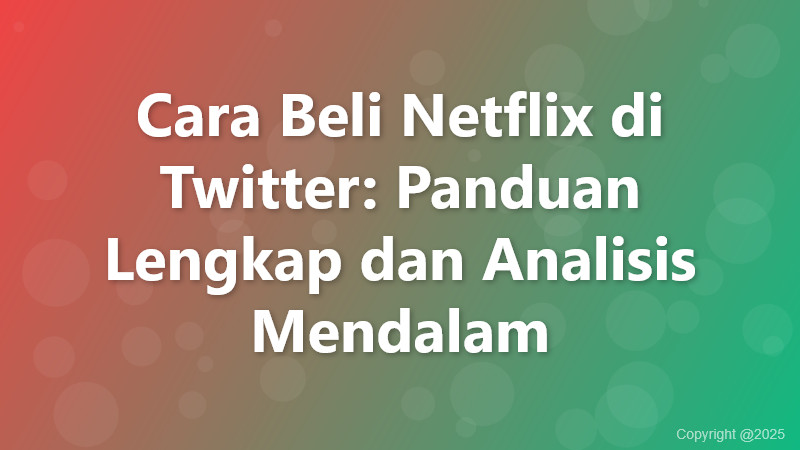 Cara Beli Netflix di
Twitter: Panduan
Lengkap dan Analisis
Mendalam
Copyright @2025